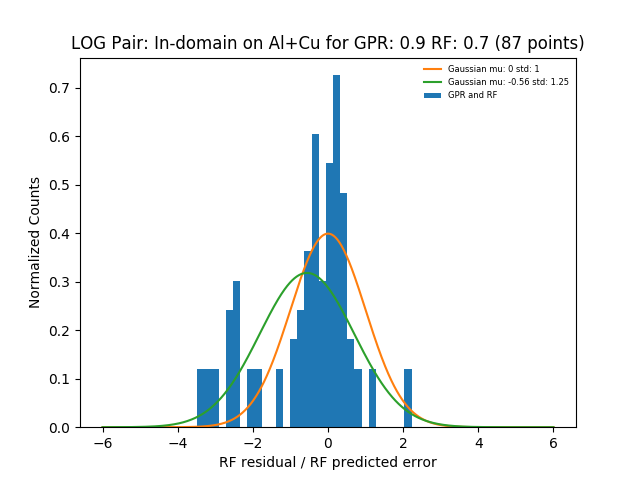 LOG Pair: In-domain on Al+Cu for GPR: 0.9 RF: 0.7 (87 points)
Gaussian mu: 0 std: 1
Gaussian mu: -0.56 std: 1.25
GPR and RF
Normalized Counts
0.7
0.6
0.5
0.4
0.3
0.2
0.1
0.0
−6 −4 −2 0 2 4 6
RF residual / RF predicted error